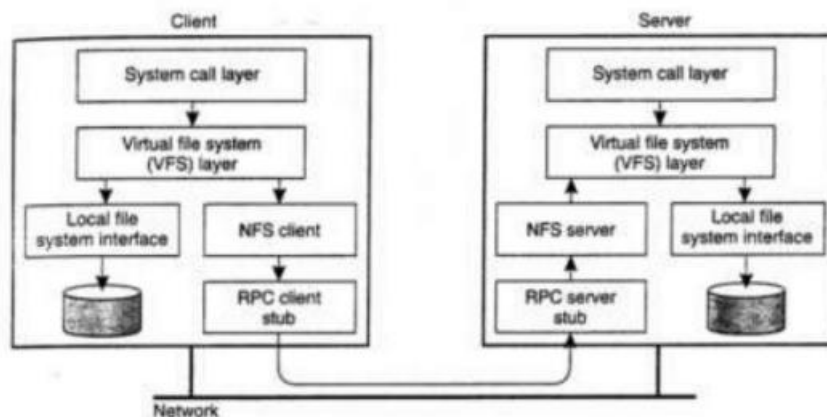 Client
Server
System call layer
System call layer
Virtual file system
(VFS) layer
Virtual file system
(VFS) layer
Local file
system interface
NFS client
NFS server
Local file
system interface
RPC client
stub
RPC server
stub
Network